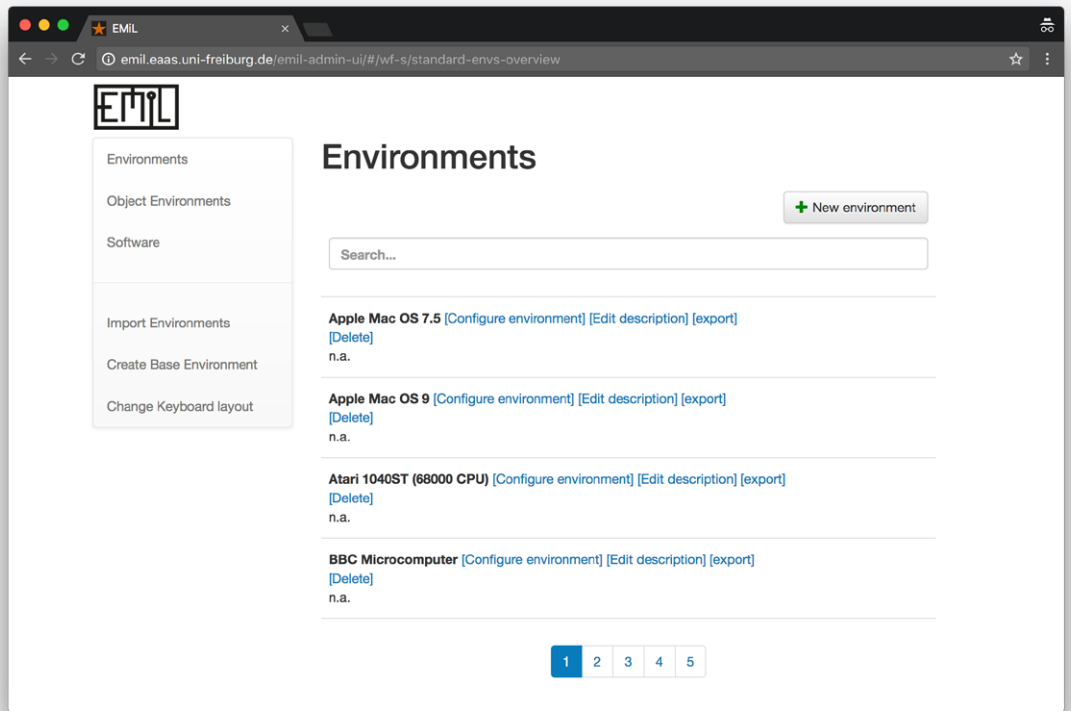 EMiL
emil.eaas.uni-freiburg.de/emil-admin-ui/#/wf-s/standard-envs-overview
EMiL
Environments
Object Environments
Software
Import Environments
Create Base Environment
Change Keyboard layout
Environments
New environment
Search...
Apple Mac OS 7.5 [Configure environment] [Edit description] [export]
[Delete]
n.a.
Apple Mac OS 9 [Configure environment] [Edit description] [export]
[Delete]
n.a.
Atari 1040ST (68000 CPU) [Configure environment] [Edit description] [export]
[Delete]
n.a.
BBC Microcomputer [Configure environment] [Edit description] [export]
[Delete]
n.a.
1 2 3 4 5